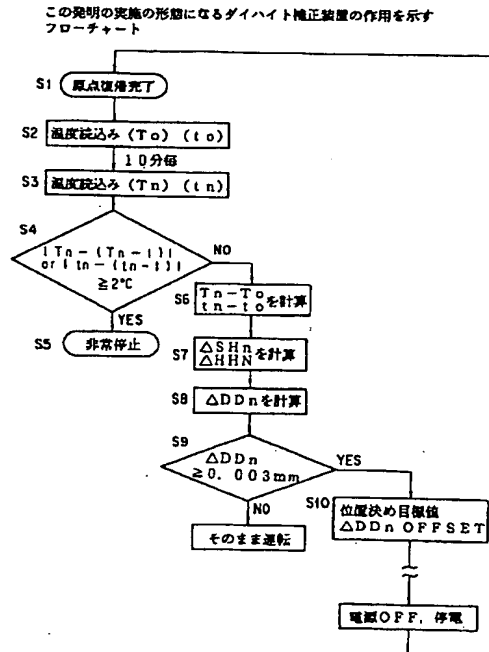 この発明の実施の形態になるダイハイト補正装置の作用を示す
フローチャート
S1 原点復帰完了
S2 温度読込み (To) (to)
10分毎
S3 温度読込み (Tn) (tn)
S4
|Tn-(Tn-1)|
or |tn-(tn-1)|
≧2℃
NO
YES
S5 非常停止
S6 Tn-To
tn-to を計算
S7 △SHn
△HHN を計算
S8 △DDnを計算
S9
△DDn
≧0.003mm
YES
NO
そのまま運転
S10 位置決め目標値
△DDn OFFSET
電源OFF, 停電